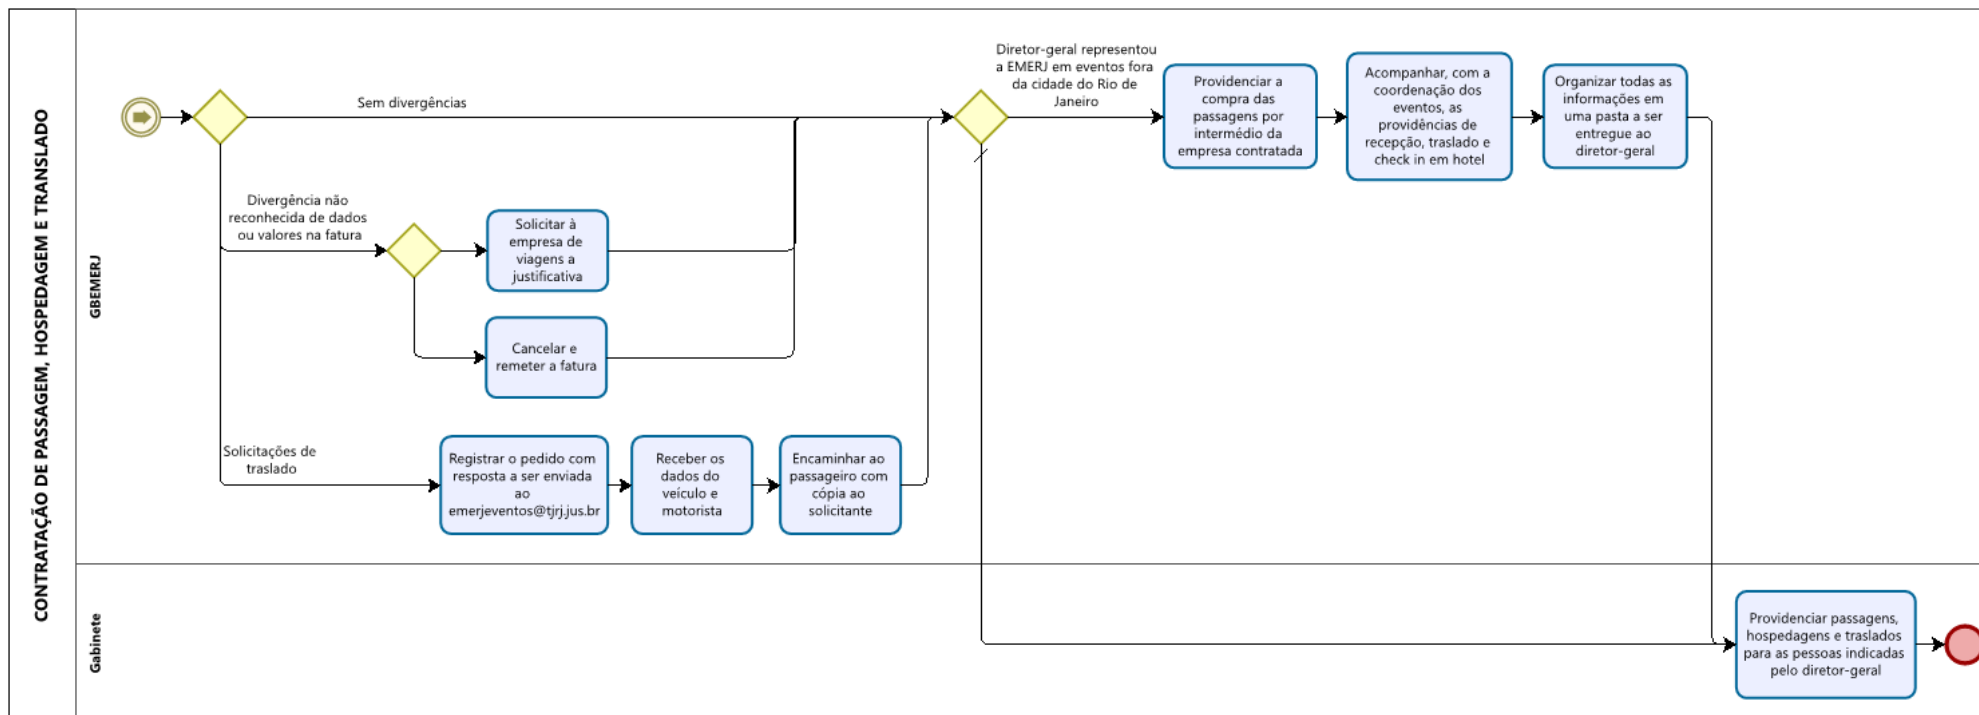 CONTRATAÇÃO DE PASSAGEM, HOSPEDAGEM E TRANSLADO
GBEMERJ
Sem divergências
Divergência não
reconhecida de dados
ou valores na fatura
Solicitar à
empresa de
viagens a
justificativa
Cancelar e
remeter a fatura
Solicitações de
traslado
Registrar o pedido com
resposta a ser enviada
ao
emerjeventos@tjrj.jus.br
Receber os
dados do
veículo e
motorista
Encaminhar ao
passageiro com
cópia ao
solicitante
Diretor-geral representou
a EMERJ em eventos fora
da cidade do Rio de
Janeiro
Providenciar a
compra das
passagens por
intermédio da
empresa contratada
Acompanhar, com a
coordenação dos
eventos, as
providências de
recepção, traslado e
check in em hotel
Organizar todas as
informações em
uma pasta a ser
entregue ao
diretor-geral
Gabinete
Providenciar passagens,
hospedagens e traslados
para as pessoas indicadas
pelo diretor-geral